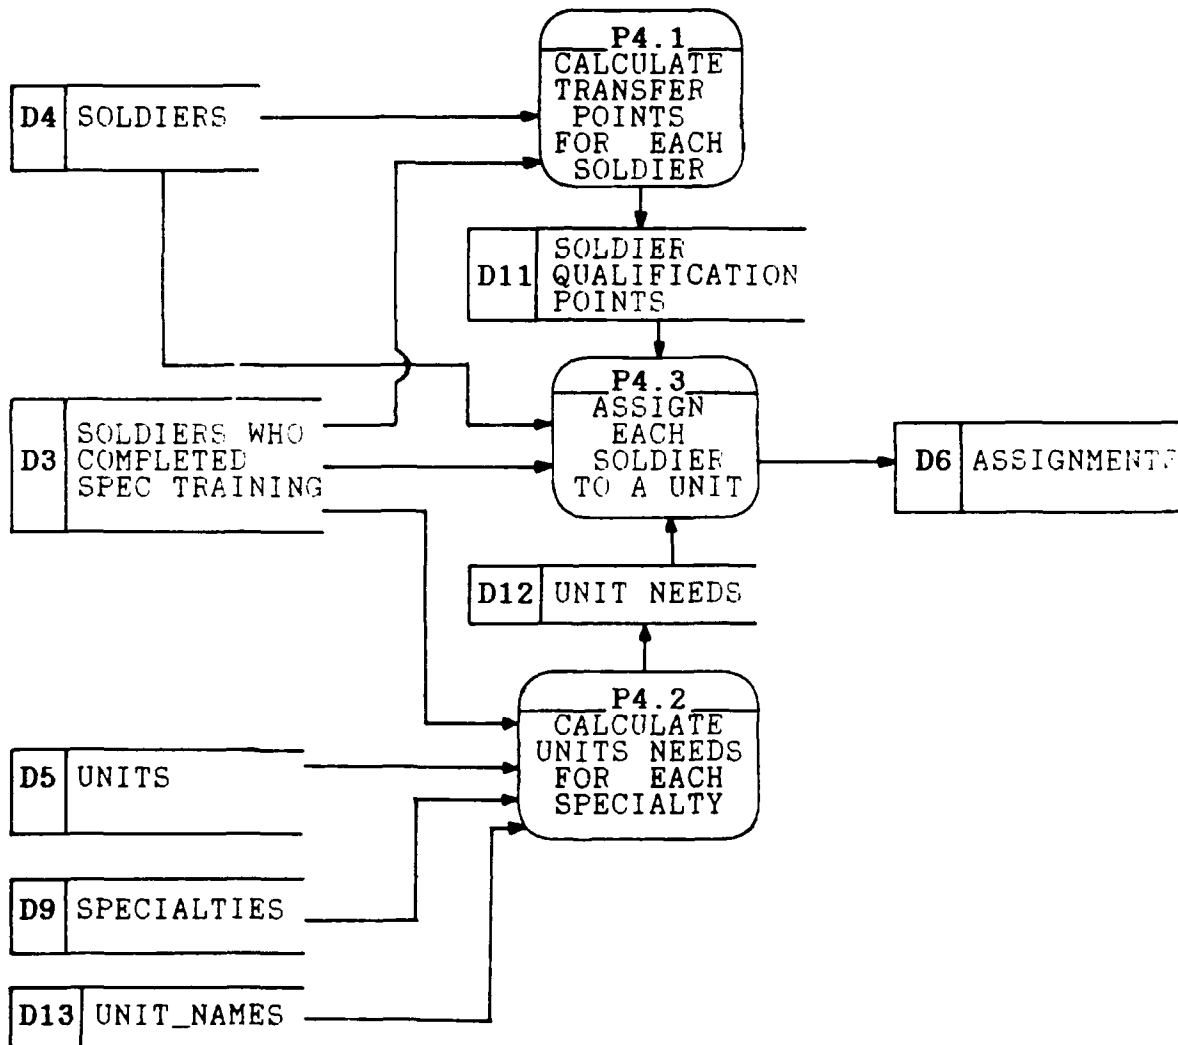 P4.1
CALCULATE
TRANSFER
POINTS
FOR EACH
SOLDIER
D4 SOLDIERS
D11 SOLDIER
QUALIFICATION
POINTS
P4.3
ASSIGN
EACH
SOLDIER
TO A UNIT
D3 SOLDIERS WHO
COMPLETED
SPEC TRAINING
D6 ASSIGNMENTS
D12 UNIT NEEDS
P4.2
CALCULATE
UNITS NEEDS
FOR EACH
SPECIALTY
D5 UNITS
D9 SPECIALTIES
D13 UNIT_NAMES